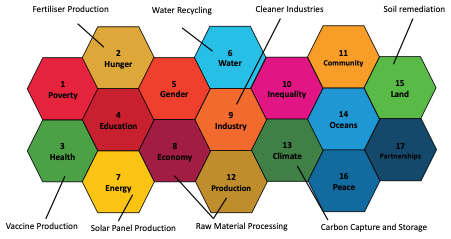 Fertiliser Production
Water Recycling
Cleaner Industries
Soil remediation
2
Hunger
6
Water
11
Community
1
Poverty
5
Gender
10
Inequality
15
Land
4
Education
9
Industry
14
Oceans
3
Health
8
Economy
13
Climate
17
Partnerships
7
Energy
12
Production
16
Peace
Vaccine Production
Solar Panel Production
Raw Material Processing
Carbon Capture and Storage